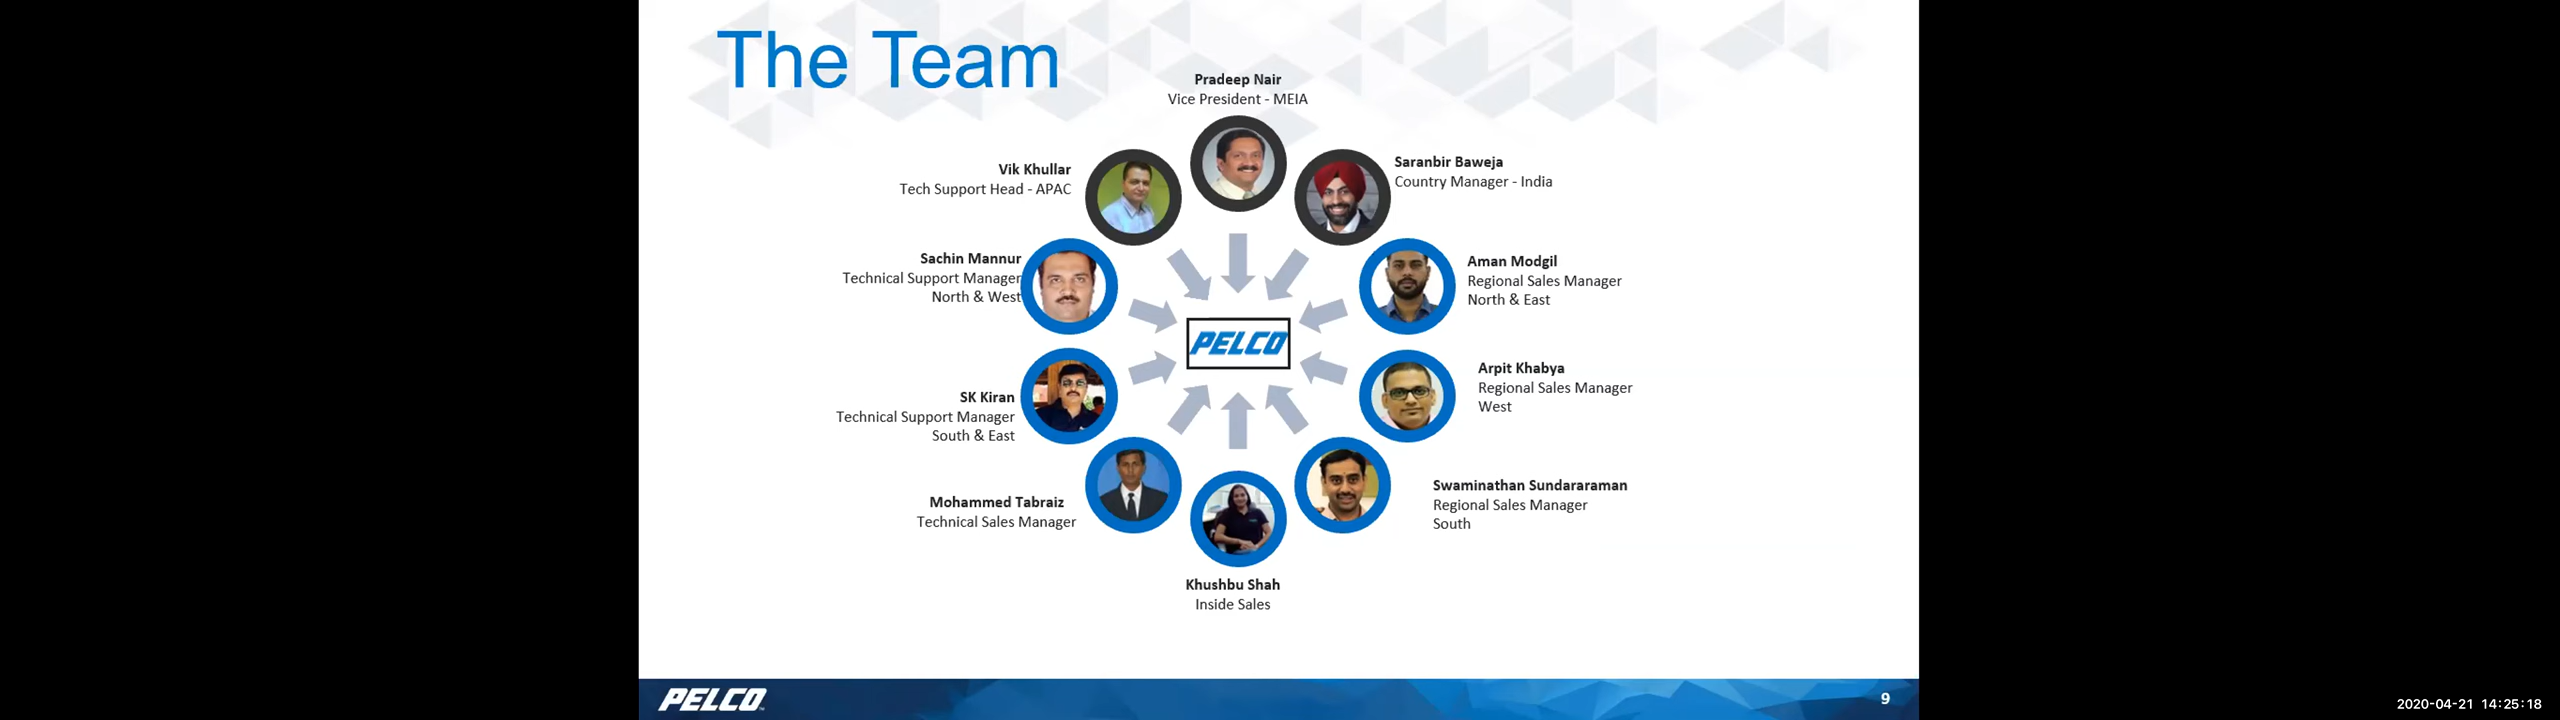 The Team
Pradeep Nair
Vice President - MEIA
Vik Khullar
Tech Support Head - APAC
Saranbir Baweja
Country Manager - India
Sachin Mannur
Technical Support Manager
North & West
Aman Modgil
Regional Sales Manager
North & East
PELCO
SK Kiran
Technical Support Manager
South & East
Arpit Khabya
Regional Sales Manager
West
Mohammed Tabraiz
Technical Sales Manager
Swaminathan Sundararaman
Regional Sales Manager
South
Khushbu Shah
Inside Sales
PELCO
9
2020-04-21 14:25:18